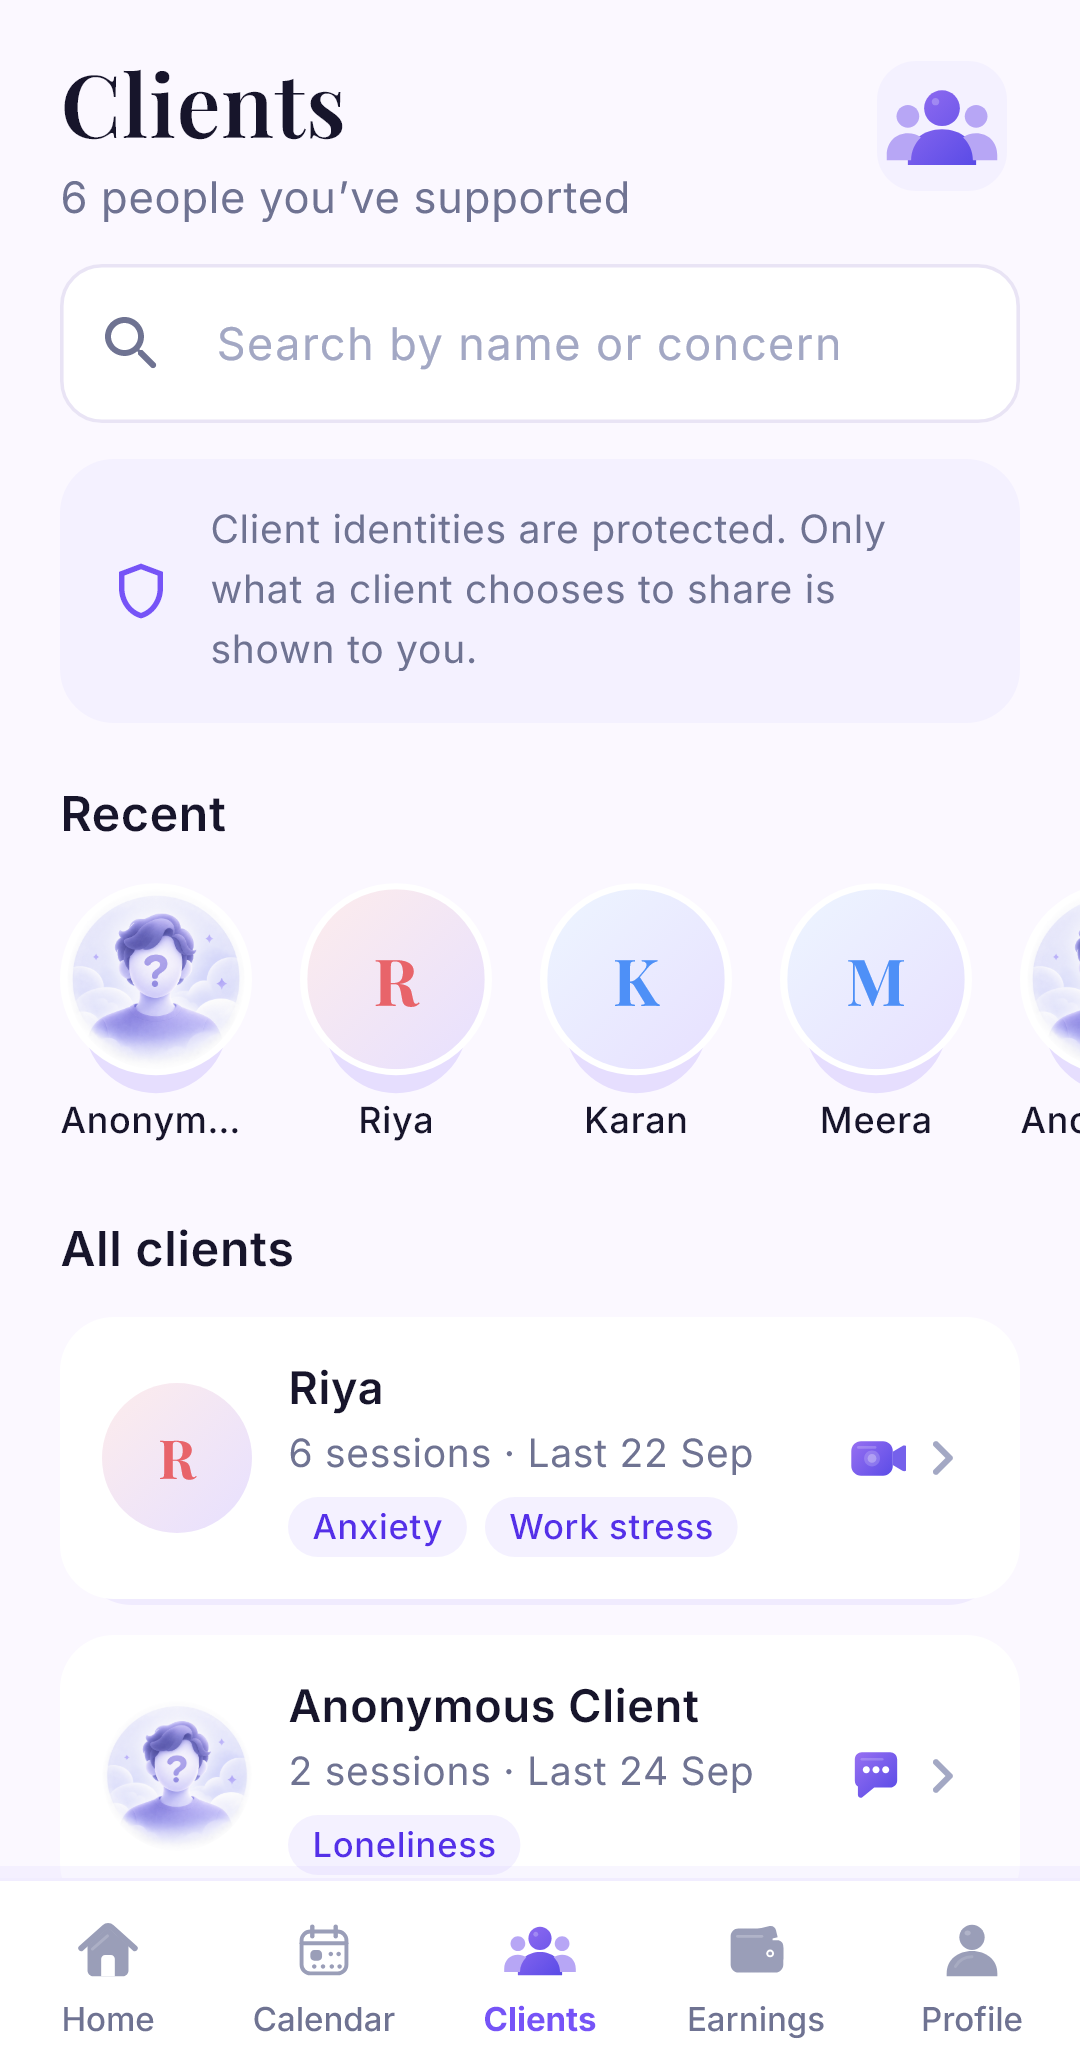 Clients
6 people you’ve supported
Search by name or concern
Client identities are protected. Only
what a client chooses to share is
shown to you.
Recent
?
R
K
M
Anonym...
Riya
Karan
Meera
Ano
All clients
R
Riya
6 sessions · Last 22 Sep
Anxiety
Work stress
?
Anonymous Client
2 sessions · Last 24 Sep
Loneliness
Home
Calendar
Clients
Earnings
Profile